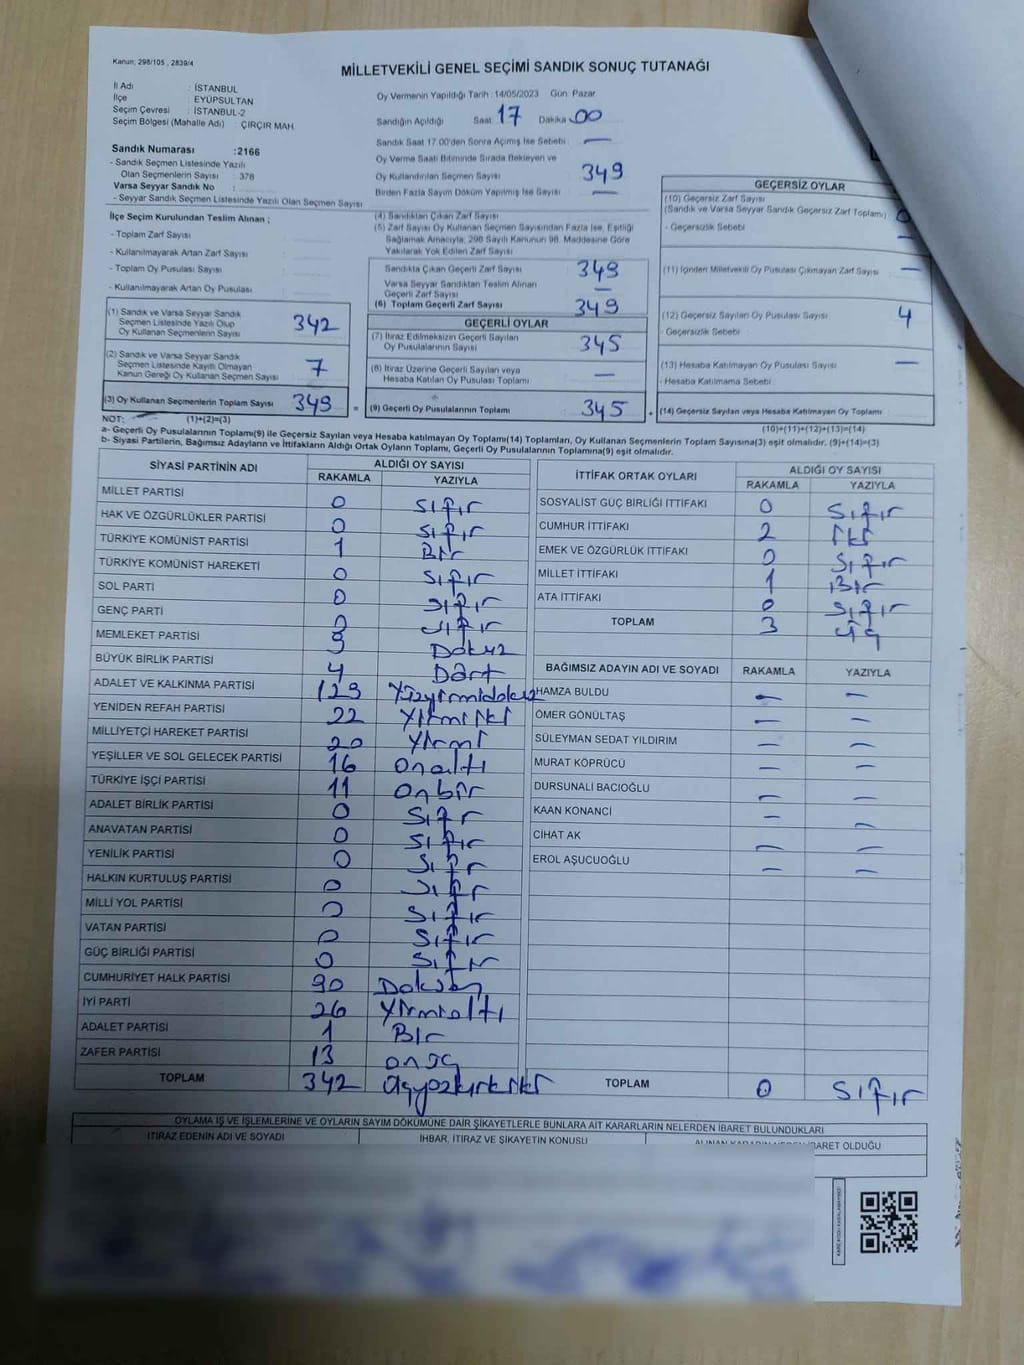 Kanun; 298/105 , 2839/4
MİLLETVEKİLİ GENEL SEÇİMİ SANDIK SONUÇ TUTANAĞI
İl Adı : İSTANBUL
İlçe : EYÜPSULTAN
Seçim Çevresi : İSTANBUL-2
Seçim Bölgesi (Mahalle Adı) : ÇIRÇIR MAH.
Sandık Numarası :2166
- Sandık Seçmen Listesinde Yazılı
Olan Seçmenlerin Sayısı : 378
Varsa Seyyar Sandık No :
- Seyyar Sandık Seçmen Listesinde Yazılı Olan Seçmen Sayısı
Oy Vermenin Yapıldığı Tarih :14/05/2023 Gün: Pazar
Sandığın Açıldığı Saat 17 Dakika 00
Sandık Saat 17.00'den Sonra Açımış İse Sebebi : —
Oy Verme Saati Bitiminde Sırada Bekleyen ve
Oy Kullandırılan Seçmen Sayısı 349
Birden Fazla Sayım Döküm Yapılmış İse Sayısı —
İlçe Seçim Kurulundan Teslim Alınan ;
- Toplam Zarf Sayısı :
- Kullanılmayarak Artan Zarf Sayısı :
- Toplam Oy Pusulası Sayısı :
- Kullanılmayarak Artan Oy Pusulası :
(4) Sandıktan Çıkan Zarf Sayısı
(5) Zarf Sayısı Oy Kullanan Seçmen Sayısından Fazla İse, Eşitliği
Sağlamak Amacıyla, 298 Sayılı Kanunun 98. Maddesine Göre
Yakılarak Yok Edilen Zarf Sayısı
Sandıkta Çıkan Geçerli Zarf Sayısı 349
Varsa Seyyar Sandıktan Teslim Alınan
Geçerli Zarf Sayısı —
(6) Toplam Geçerli Zarf Sayısı 349
GEÇERSİZ OYLAR
(10) Geçersiz Zarf Sayısı
(Sandık ve Varsa Seyyar Sandık Geçersiz Zarf Toplamı)
- Geçersizlik Sebebi —
(11) İçinden Milletvekili Oy Pusulası Çıkmayan Zarf Sayısı —
(12) Geçersiz Sayılan Oy Pusulası Sayısı 4
- Geçersizlik Sebebi
(13) Hesaba Katılmayan Oy Pusulası Sayısı —
- Hesaba Katılmama Sebebi
(14) Geçersiz Sayılan veya Hesaba Katılmayan Oy Toplamı
(10)+(11)+(12)+(13)=(14)
(1) Sandık ve Varsa Seyyar Sandık
Seçmen Listesinde Yazılı Olup
Oy Kullanan Seçmenlerin Sayısı 342
(2) Sandık ve Varsa Seyyar Sandık
Seçmen Listesinde Kayıtlı Olmayan
Kanun Gereği Oy Kullanan Seçmen Sayısı 7
(3) Oy Kullanan Seçmenlerin Toplam Sayısı 349 =
GEÇERLİ OYLAR
(7) İtiraz Edilmeksizin Geçerli Sayılan
Oy Pusulalarının Sayısı 345
(8) İtiraz Üzerine Geçerli Sayılan veya
Hesaba Katılan Oy Pusulası Toplamı —
(9) Geçerli Oy Pusulalarının Toplamı 345 +
NOT: (1)+(2)=(3)
a- Geçerli Oy Pusulalarının Toplamı(9) ile Geçersiz Sayılan veya Hesaba katılmayan Oy Toplamı(14) Toplamları, Oy Kullanan Seçmenlerin Toplam Sayısına(3) eşit olmalıdır. (9)+(14)=(3)
b- Siyasi Partilerin, Bağımsız Adayların ve İttifakların Aldığı Ortak Oyların Toplamı, Geçerli Oy Pusulalarının Toplamına(9) eşit olmalıdır.
SİYASİ PARTİNİN ADI ALDIĞI OY SAYISI
RAKAMLA YAZIYLA
MİLLET PARTİSİ 0 Sıfır
HAK VE ÖZGÜRLÜKLER PARTİSİ 0 Sıfır
TÜRKİYE KOMÜNİST PARTİSİ 1 Bir
TÜRKİYE KOMÜNİST HAREKETİ 0 Sıfır
SOL PARTİ 0 Sıfır
GENÇ PARTİ 0 Sıfır
MEMLEKET PARTİSİ 9 Dokuz
BÜYÜK BİRLİK PARTİSİ 4 Dört
ADALET VE KALKINMA PARTİSİ 129 Yüzyirmidokuz
YENİDEN REFAH PARTİSİ 22 Yirmi iki
MİLLİYETÇİ HAREKET PARTİSİ 20 Yirmi
YEŞİLLER VE SOL GELECEK PARTİSİ 16 Onaltı
TÜRKİYE İŞÇİ PARTİSİ 11 Onbir
ADALET BİRLİK PARTİSİ 0 Sıfır
ANAVATAN PARTİSİ 0 Sıfır
YENİLİK PARTİSİ 0 Sıfır
HALKIN KURTULUŞ PARTİSİ 0 Sıfır
MİLLİ YOL PARTİSİ 0 Sıfır
VATAN PARTİSİ 0 Sıfır
GÜÇ BİRLİĞİ PARTİSİ 0 Sıfır
CUMHURİYET HALK PARTİSİ 90 Doksan
İYİ PARTİ 26 Yirmialtı
ADALET PARTİSİ 1 Bir
ZAFER PARTİSİ 13 onüç
TOPLAM 342 Üçyüzkırkiki
İTTİFAK ORTAK OYLARI ALDIĞI OY SAYISI
RAKAMLA YAZIYLA
SOSYALİST GÜÇ BİRLİĞİ İTTİFAKI 0 Sıfır
CUMHUR İTTİFAKI 2 İki
EMEK VE ÖZGÜRLÜK İTTİFAKI 0 Sıfır
MİLLET İTTİFAKI 1 Bir
ATA İTTİFAKI 0 Sıfır
TOPLAM 3 Üç
BAĞIMSIZ ADAYIN ADI VE SOYADI RAKAMLA YAZIYLA
HAMZA BULDU — —
ÖMER GÖNÜLTAŞ — —
SÜLEYMAN SEDAT YILDIRIM — —
MURAT KÖPRÜCÜ — —
DURSUNALİ BACIOĞLU — —
KAAN KONANCİ — —
CİHAT AK — —
EROL AŞUCUOĞLU — —
TOPLAM 0 Sıfır
OYLAMA İŞ VE İŞLEMLERİNE VE OYLARIN SAYIM DÖKÜMÜNE DAİR ŞİKAYETLERLE BUNLARA AİT KARARLARIN NELERDEN İBARET BULUNDUKLARI
İTİRAZ EDENİN ADI VE SOYADI İHBAR, İTİRAZ VE ŞİKAYETİN KONUSU ALINAN KARARIN NEDEN İBARET OLDUĞU